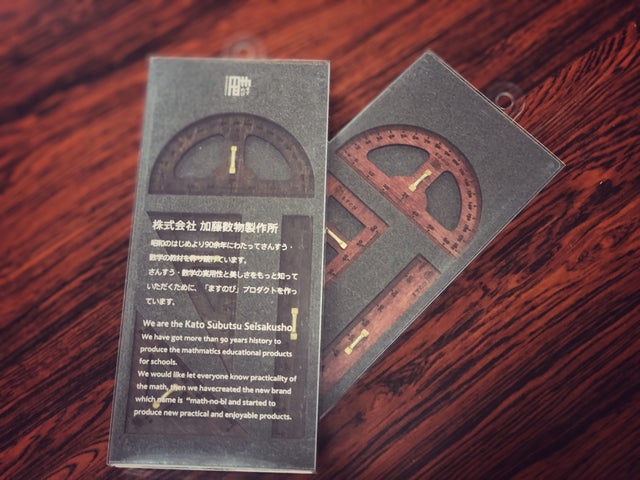 株式会社 加藤数物製作所
昭和のはじめより90余年にわたってさんすう・
数学の教材を作り続けています。
さんすう・数学の実用性と美しさをもっと知って
いただくために、「ますのび」プロダクトを作っ
ています。
We are the Kato Subutsu Seisakusho
We have got more than 90 years history to
produce the mathmatics educational products
for schools.
We would like let everyone know practicality of
the math, then we havecreated the new brand
which name is "math-no-bi and started to
produce new practical and enjoyable products.